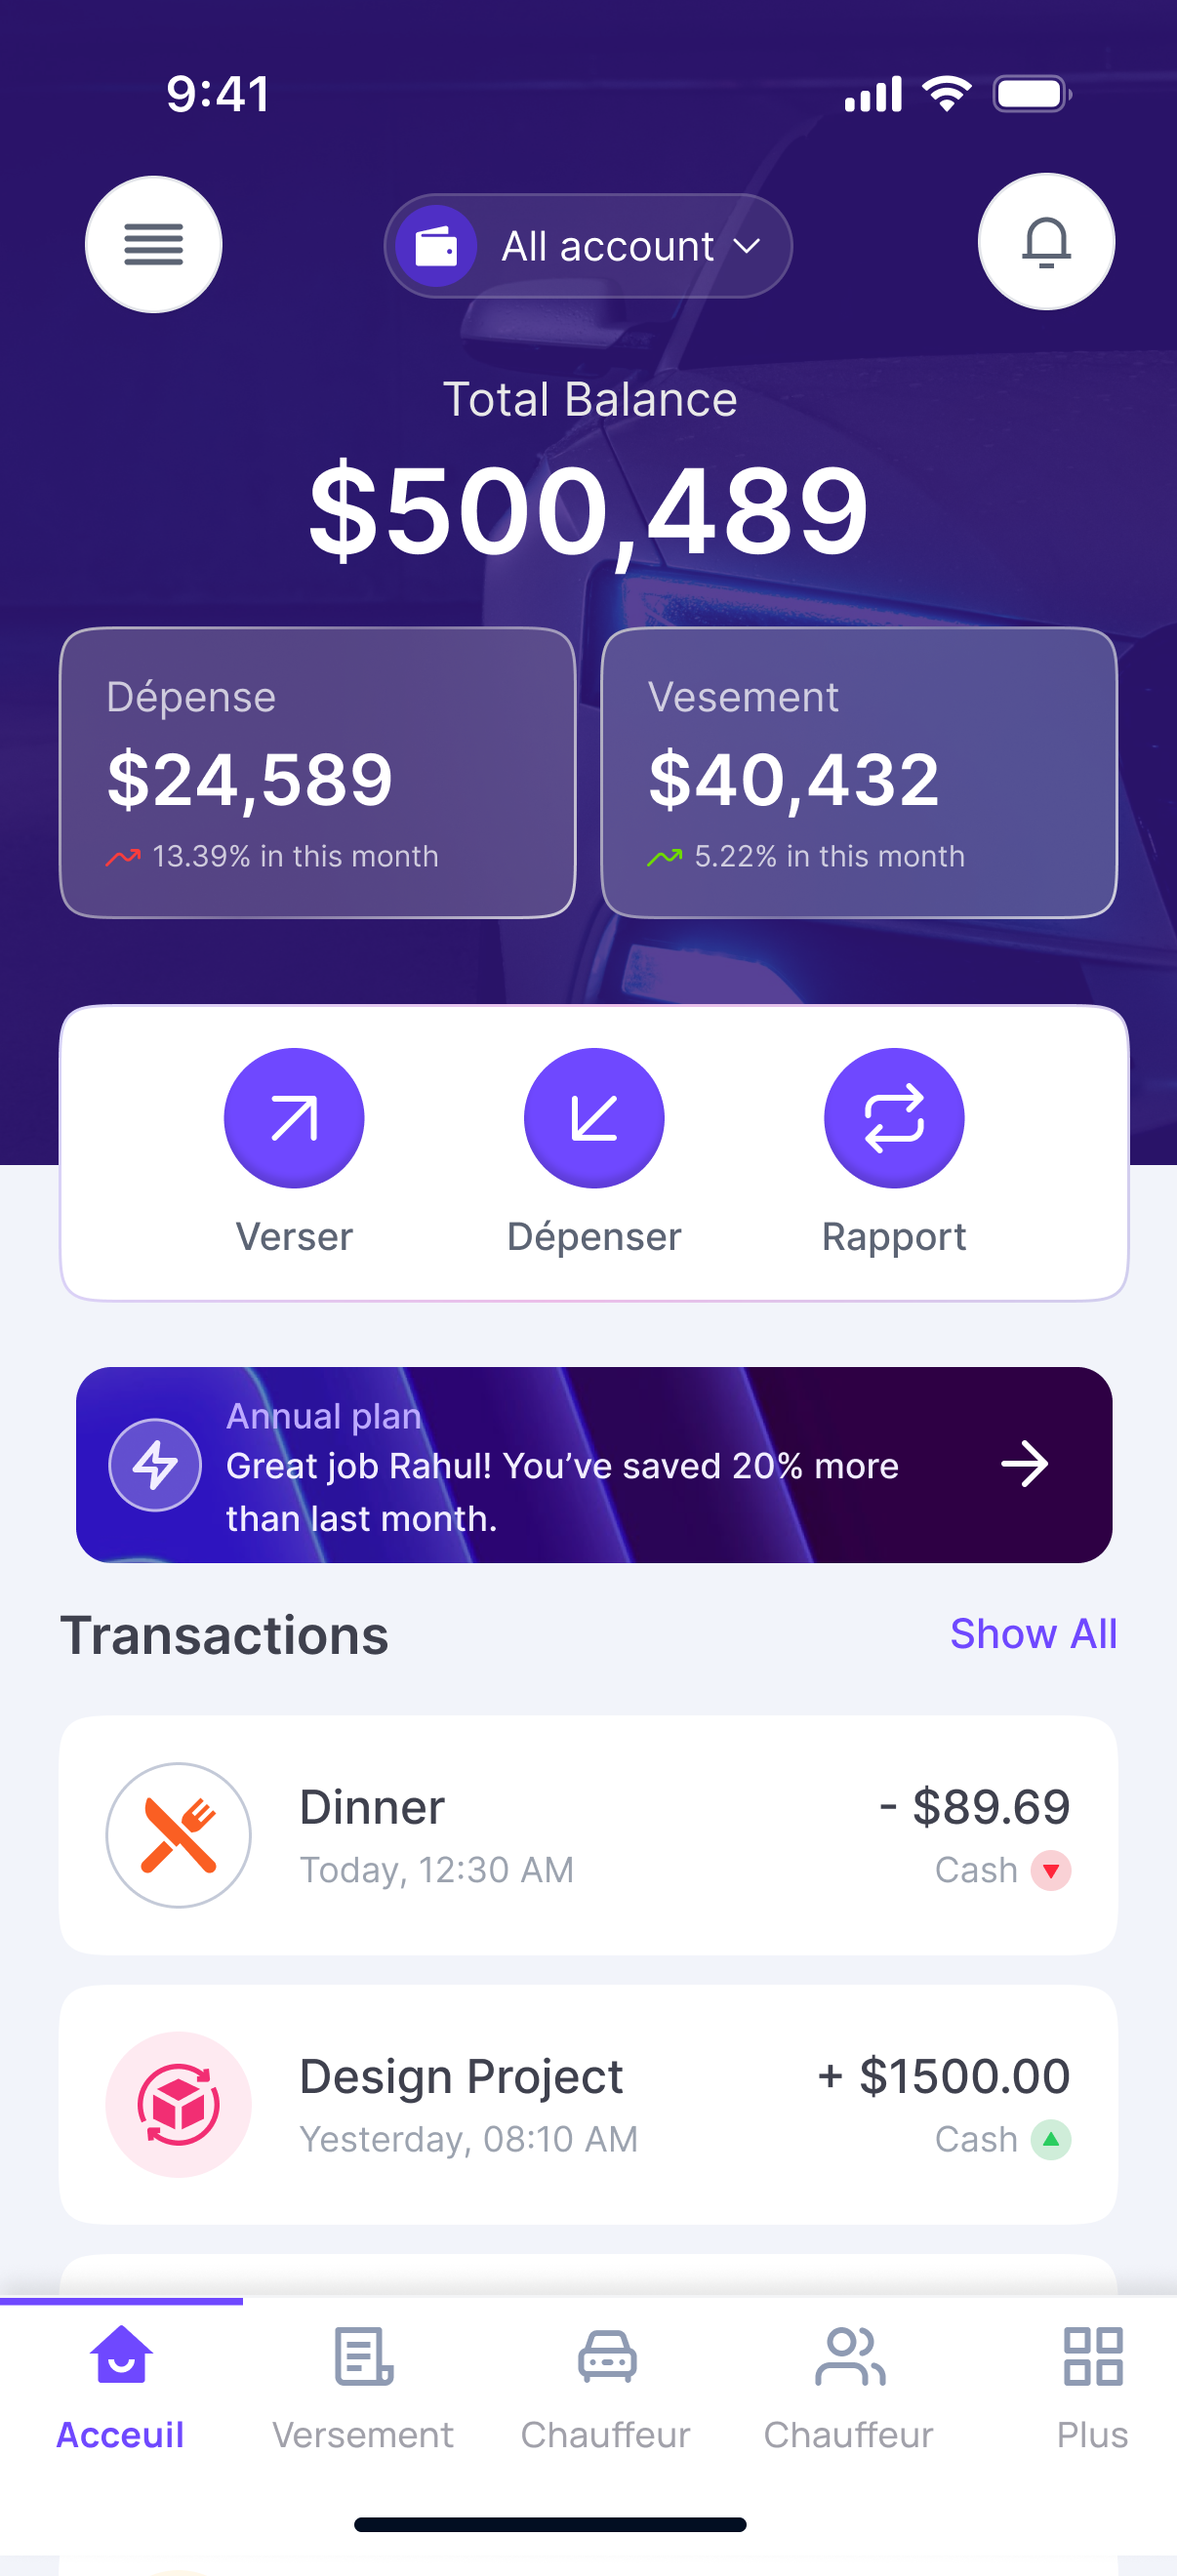 9:41
All account
Total Balance
$500,489
Dépense
$24,589
13.39% in this month
Vesement
$40,432
5.22% in this month
Verser
Dépenser
Rapport
Annual plan
Great job Rahul! You’ve saved 20% more
than last month.
Transactions
Show All
Dinner
- $89.69
Today, 12:30 AM
Cash
Design Project
+ $1500.00
Yesterday, 08:10 AM
Cash
Acceuil
Versement
Chauffeur
Chauffeur
Plus